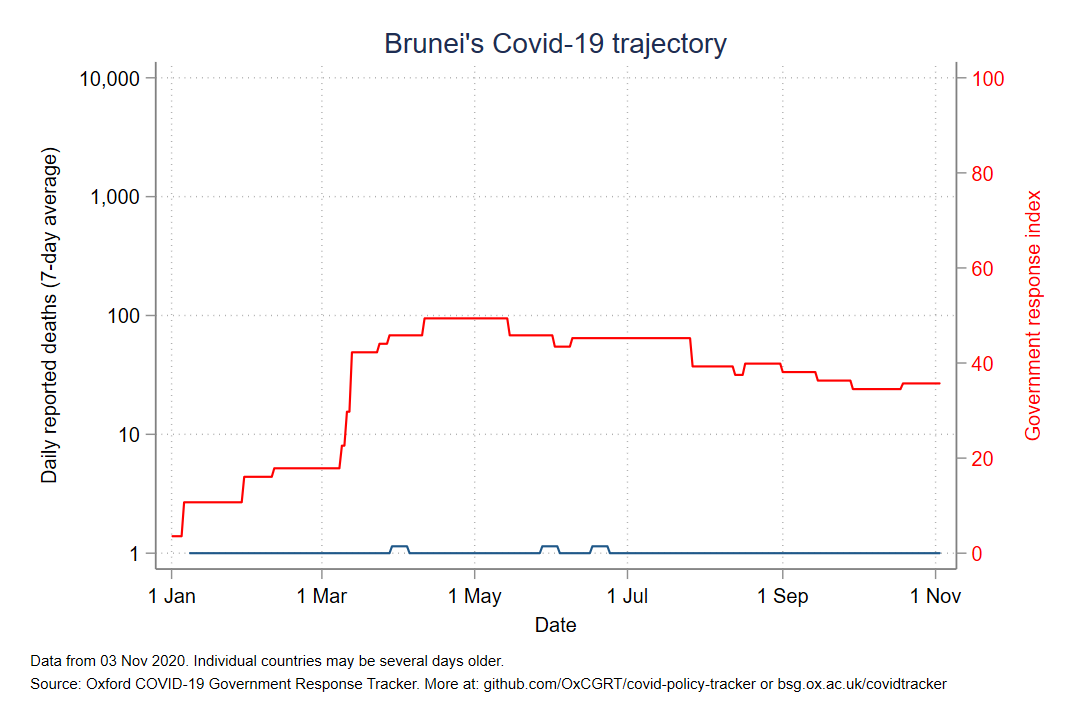 Brunei's Covid-19 trajectory
10,000
1,000
100
10
1
Daily reported deaths (7-day average)
100
80
60
40
20
0
Government response index
1 Jan
1 Mar
1 May
1 Jul
1 Sep
1 Nov
Date
Data from 03 Nov 2020. Individual countries may be several days older.
Source: Oxford COVID-19 Government Response Tracker. More at: github.com/OxCGRT/covid-policy-tracker or bsg.ox.ac.uk/covidtracker